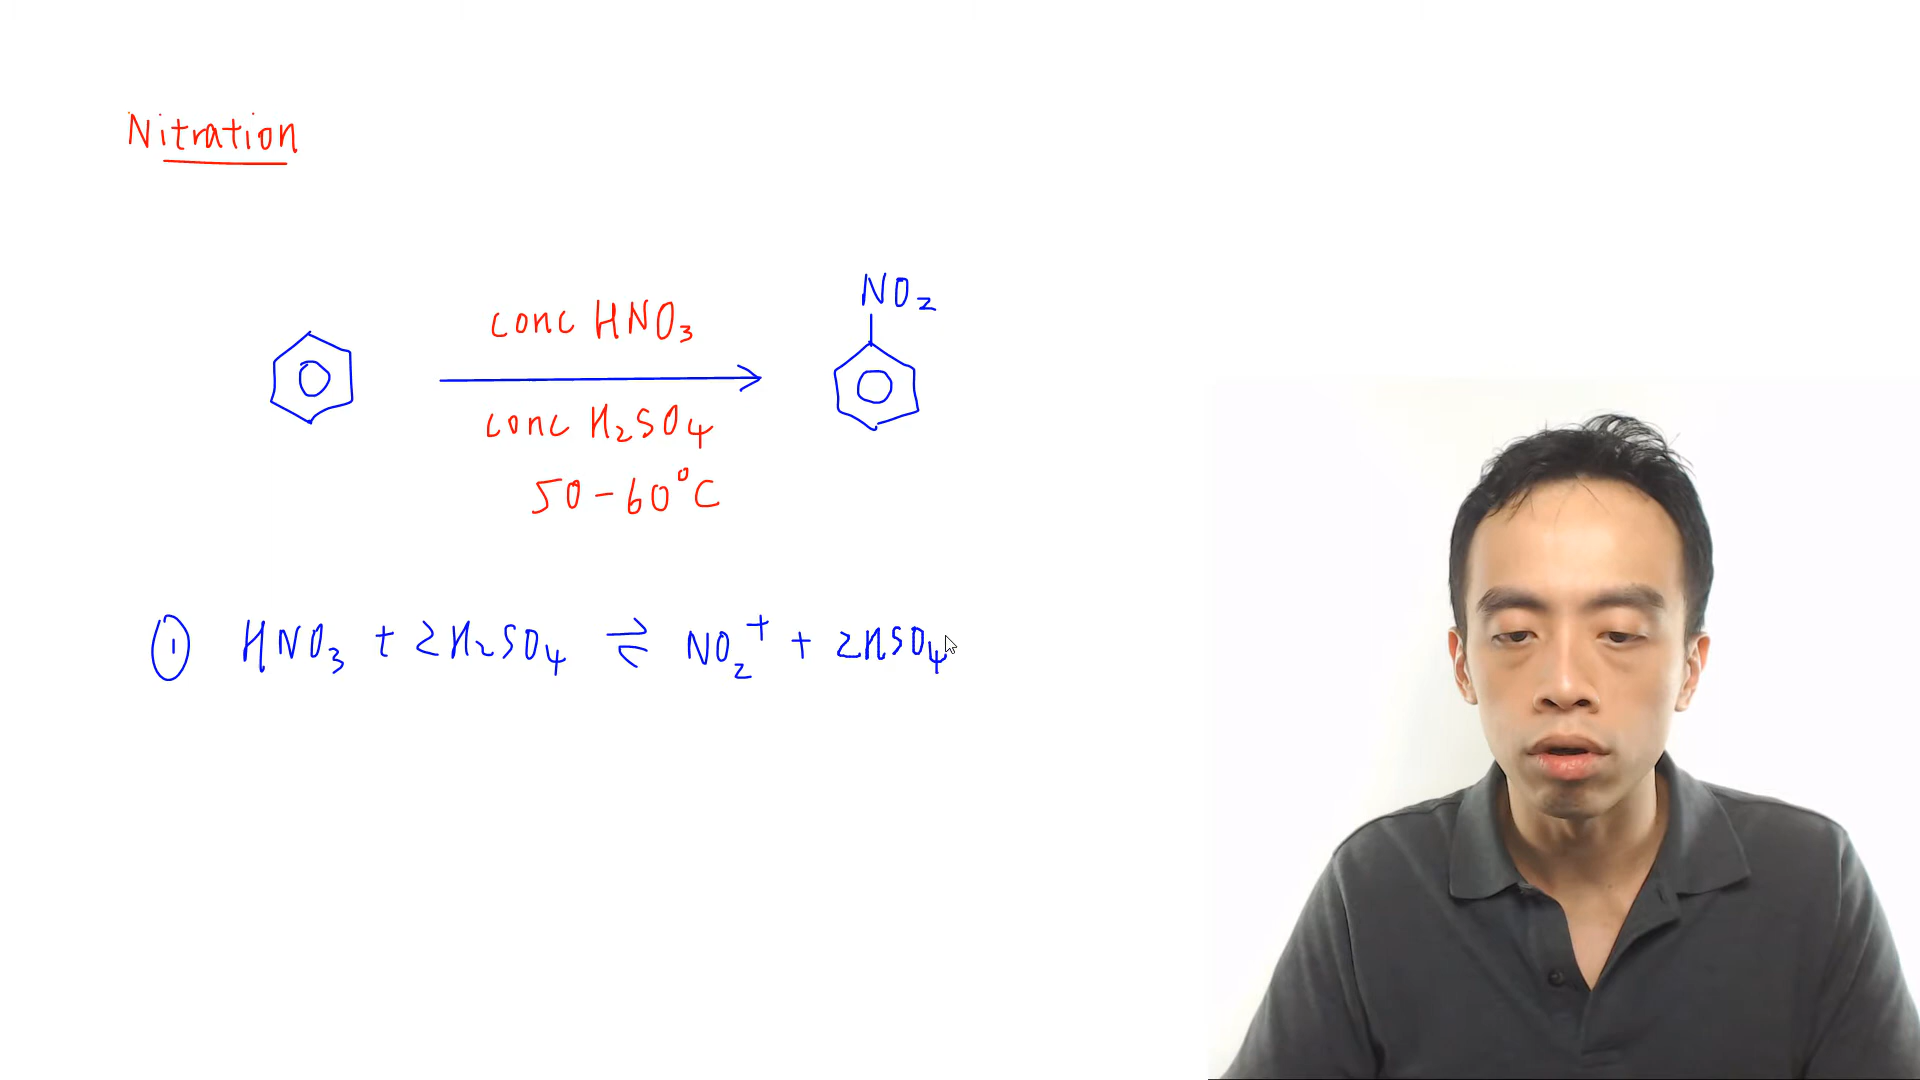 Nitration
NO₂
conc HNO₃
conc H₂SO₄
50-60°C
① HNO₃ + 2H₂SO₄ ⇌ NO₂⁺ + 2HSO₄